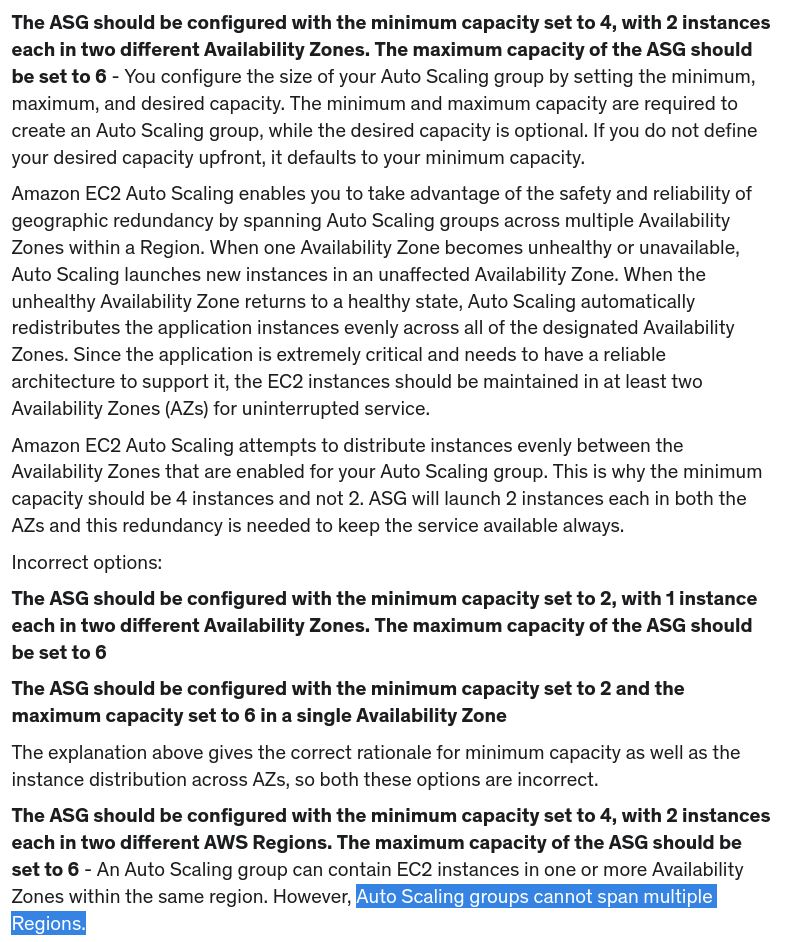 The ASG should be configured with the minimum capacity set to 4, with 2 instances
each in two different Availability Zones. The maximum capacity of the ASG should
be set to 6 - You configure the size of your Auto Scaling group by setting the minimum,
maximum, and desired capacity. The minimum and maximum capacity are required to
create an Auto Scaling group, while the desired capacity is optional. If you do not define
your desired capacity upfront, it defaults to your minimum capacity.
Amazon EC2 Auto Scaling enables you to take advantage of the safety and reliability of
geographic redundancy by spanning Auto Scaling groups across multiple Availability
Zones within a Region. When one Availability Zone becomes unhealthy or unavailable,
Auto Scaling launches new instances in an unaffected Availability Zone. When the
unhealthy Availability Zone returns to a healthy state, Auto Scaling automatically
redistributes the application instances evenly across all of the designated Availability
Zones. Since the application is extremely critical and needs to have a reliable
architecture to support it, the EC2 instances should be maintained in at least two
Availability Zones (AZs) for uninterrupted service.
Amazon EC2 Auto Scaling attempts to distribute instances evenly between the
Availability Zones that are enabled for your Auto Scaling group. This is why the minimum
capacity should be 4 instances and not 2. ASG will launch 2 instances each in both the
AZs and this redundancy is needed to keep the service available always.
Incorrect options:
The ASG should be configured with the minimum capacity set to 2, with 1 instance
each in two different Availability Zones. The maximum capacity of the ASG should
be set to 6
The ASG should be configured with the minimum capacity set to 2 and the
maximum capacity set to 6 in a single Availability Zone
The explanation above gives the correct rationale for minimum capacity as well as the
instance distribution across AZs, so both these options are incorrect.
The ASG should be configured with the minimum capacity set to 4, with 2 instances
each in two different AWS Regions. The maximum capacity of the ASG should be
set to 6 - An Auto Scaling group can contain EC2 instances in one or more Availability
Zones within the same region. However, Auto Scaling groups cannot span multiple
Regions.